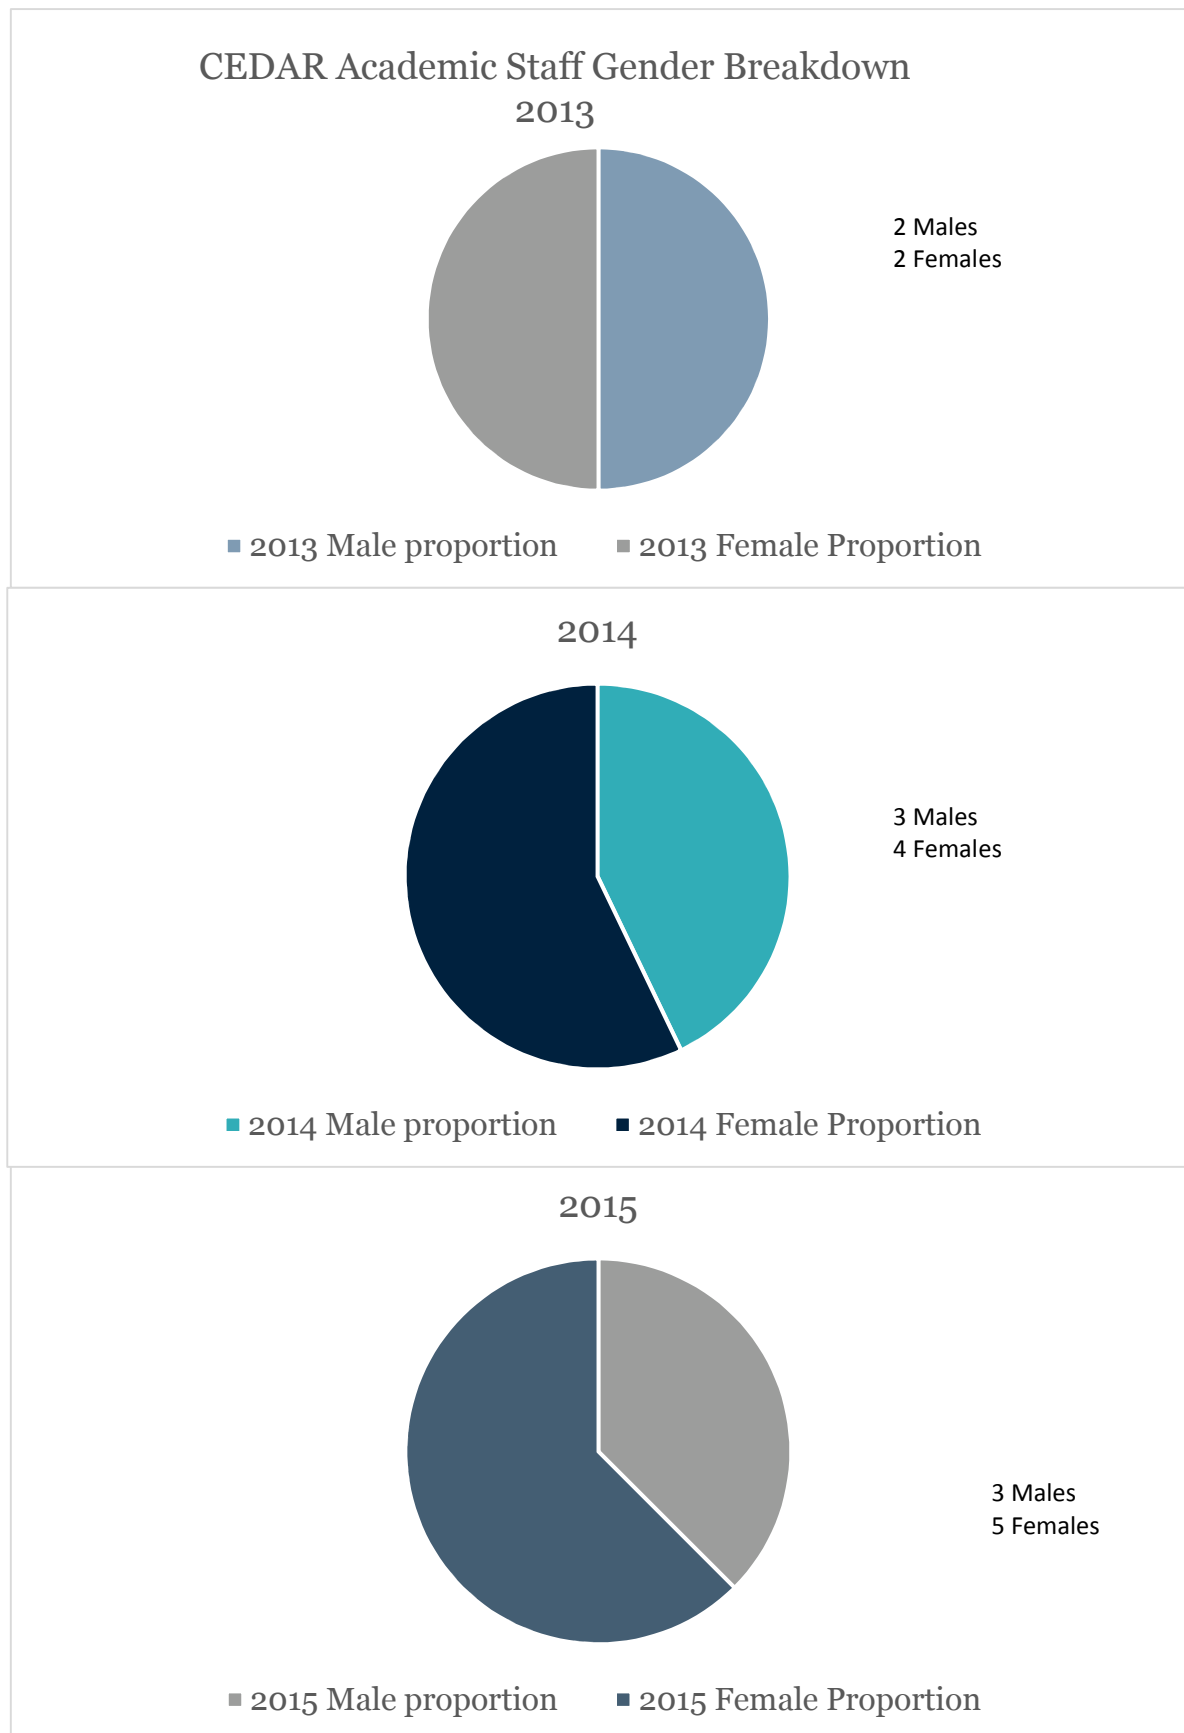 CEDAR Academic Staff Gender Breakdown
2013
2 Males
2 Females
2013 Male proportion
2013 Female Proportion
2014
3 Males
4 Females
2014 Male proportion
2014 Female Proportion
2015
3 Males
5 Females
2015 Male proportion
2015 Female Proportion